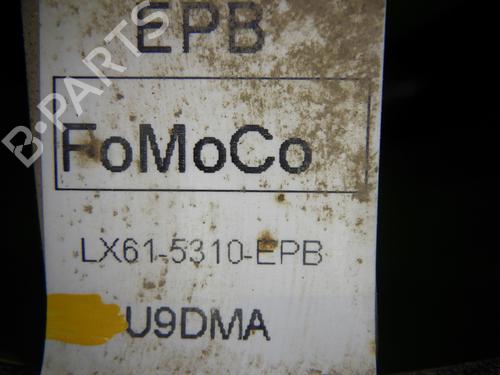 EPB
B-PARTS
FoMoCo
LX61-5310-EPB
U9DMA